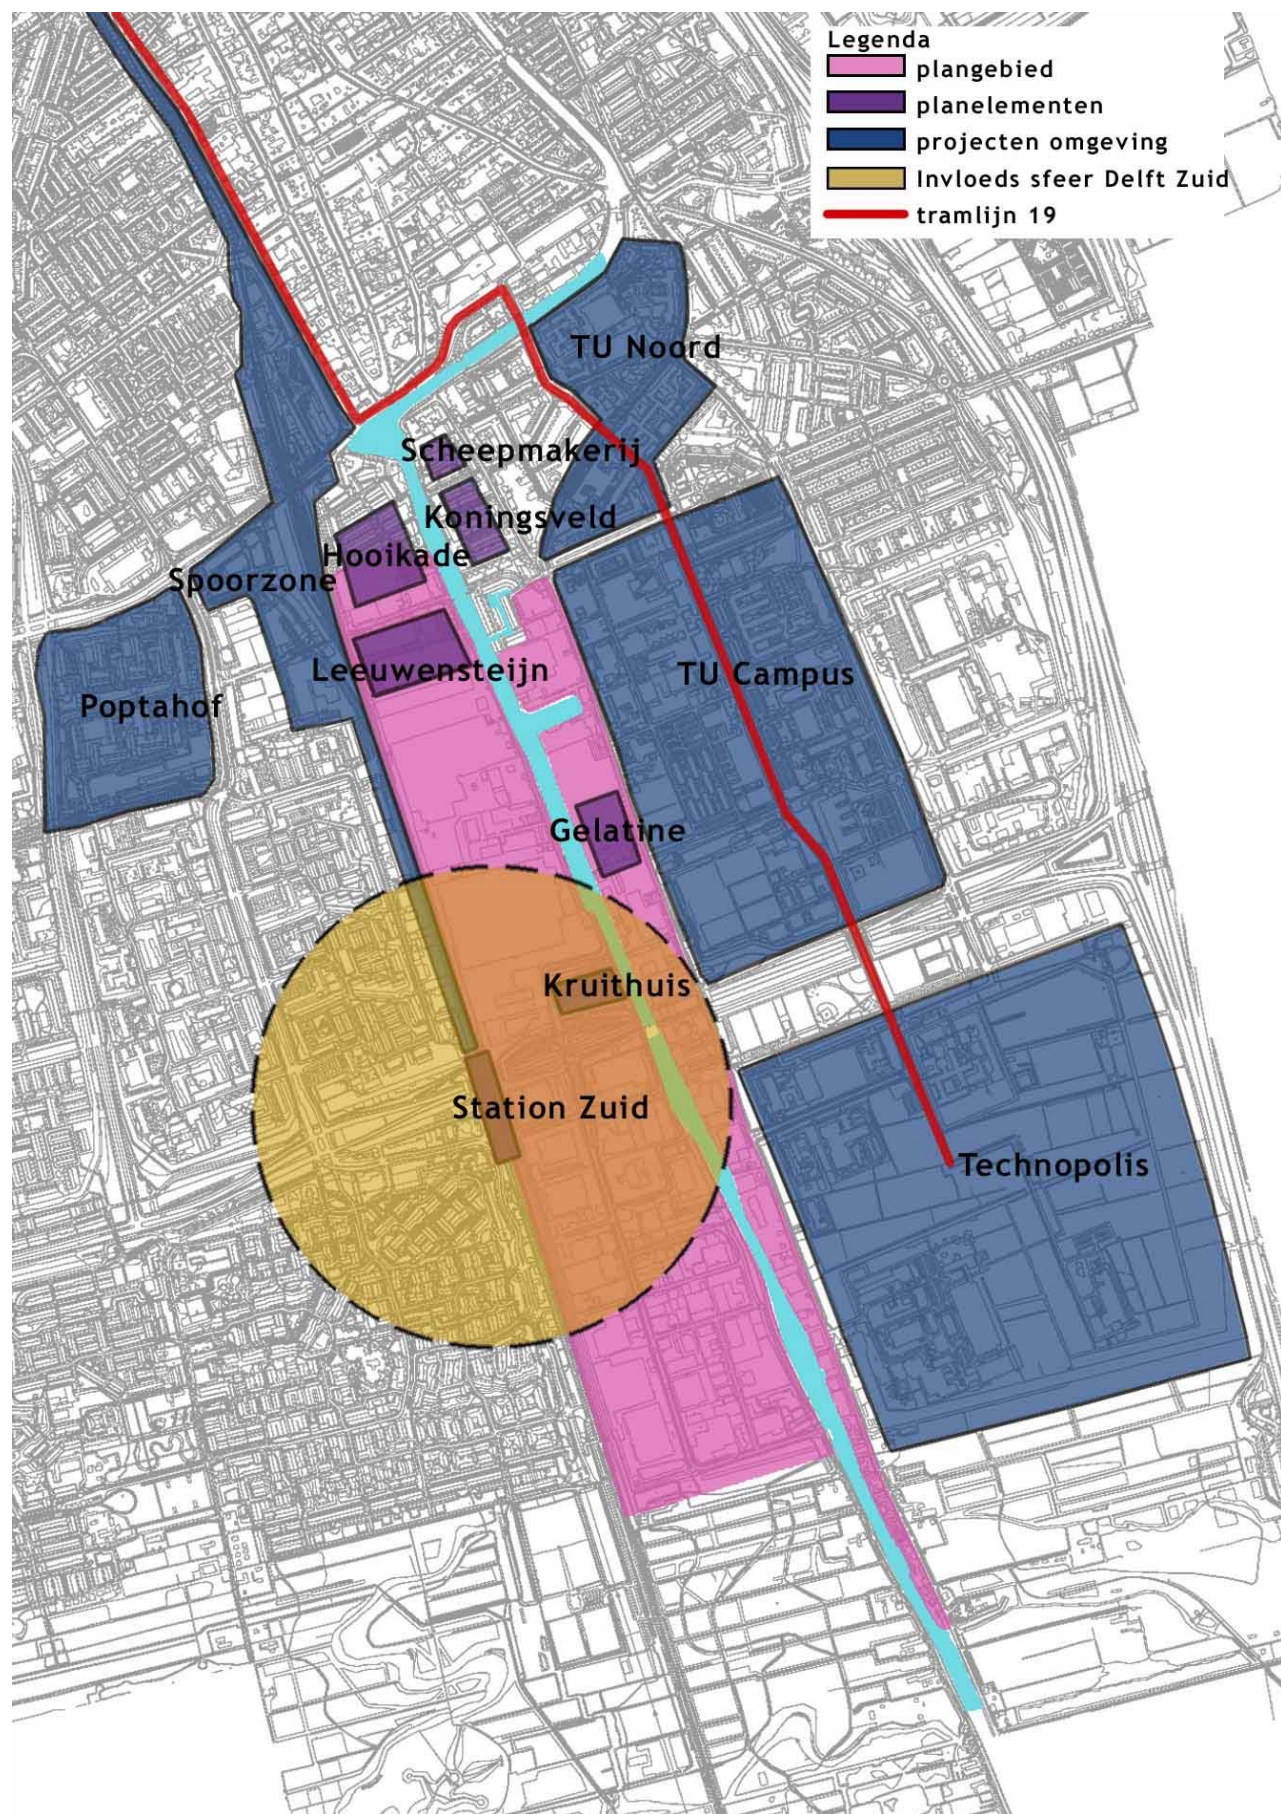 Legenda
plangebied
planelementen
projecten omgeving
Invloeds sfeer Delft Zuid
tramlijn 19
TU Noord
Scheepmakerij
Koningsveld
Hooikade
Spoorzone
Leeuwensteijn
TU Campus
Poptahof
Gelatine
Kruithuis
Station Zuid
Technopolis